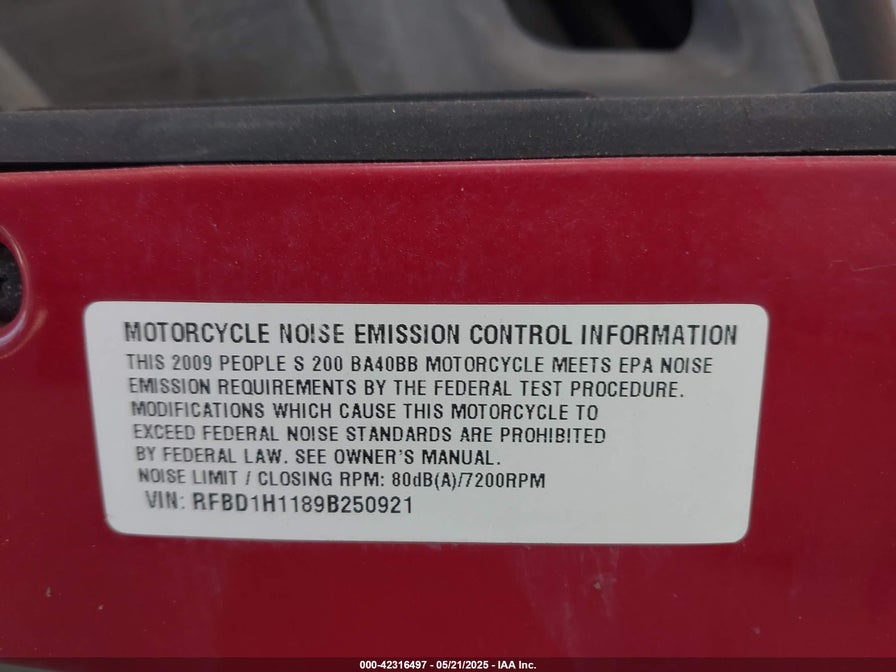 MOTORCYCLE NOISE EMISSION CONTROL INFORMATION
THIS 2009 PEOPLE S 200 BA40BB MOTORCYCLE MEETS EPA NOISE
EMISSION REQUIREMENTS BY THE FEDERAL TEST PROCEDURE.
MODIFICATIONS WHICH CAUSE THIS MOTORCYCLE TO
EXCEED FEDERAL NOISE STANDARDS ARE PROHIBITED
BY FEDERAL LAW. SEE OWNER'S MANUAL.
NOISE LIMIT / CLOSING RPM: 80dB(A)/7200RPM
VIN: RFBD1H1189B250921
000-42316497 - 05/21/2025 - IAA Inc.